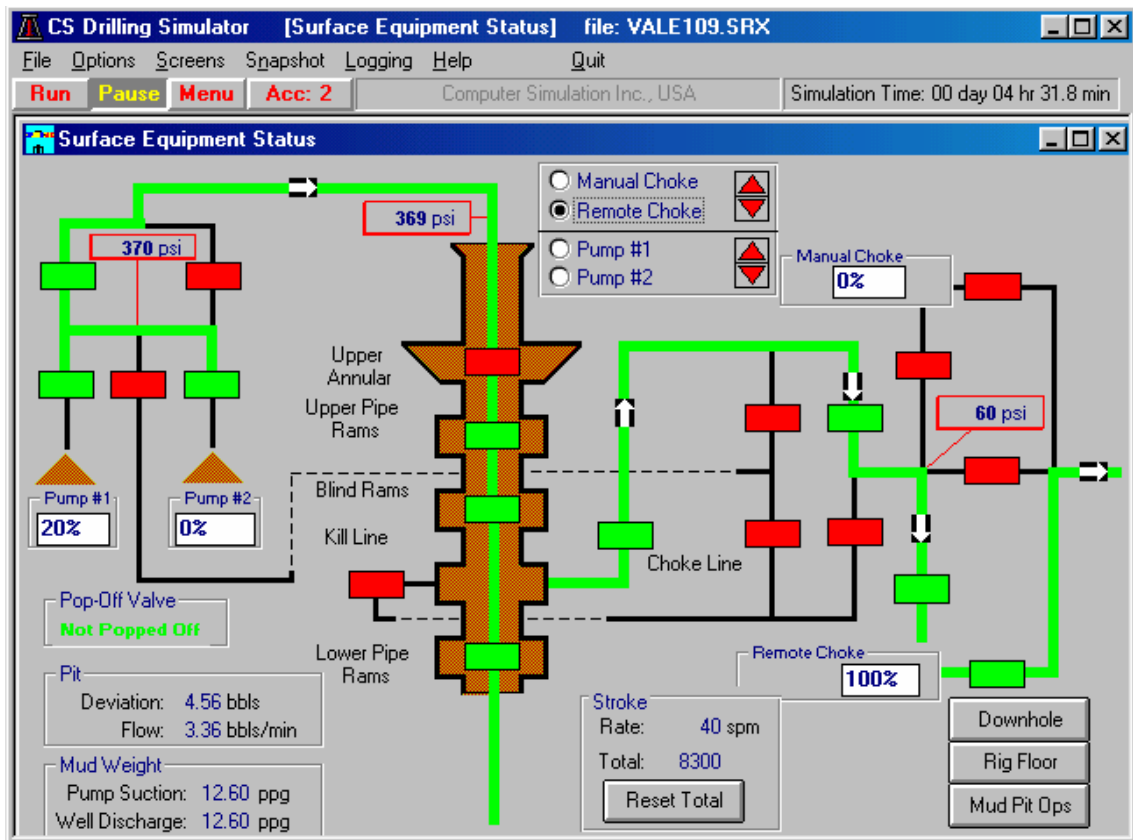 CS Drilling Simulator [Surface Equipment Status] file: VALE109.SRX
File Options Screens Snapshot Logging Help Quit
Run Pause Menu Acc: 2 Computer Simulation Inc., USA Simulation Time: 00 day 04 hr 31.8 min
Surface Equipment Status
Manual Choke
Remote Choke
Pump #1
Pump #2
369 psi
370 psi
Manual Choke
0%
Upper
Annular
Upper Pipe
Rams
60 psi
Blind Rams
Kill Line
Choke Line
Pump #1
20%
Pump #2
0%
Pop-Off Valve
Not Popped Off
Lower Pipe
Rams
Remote Choke
100%
Pit
Deviation: 4.56 bbls
Flow: 3.36 bbls/min
Stroke
Rate: 40 spm
Total: 8300
Reset Total
Downhole
Rig Floor
Mud Pit Ops
Mud Weight
Pump Suction: 12.60 ppg
Well Discharge: 12.60 ppg